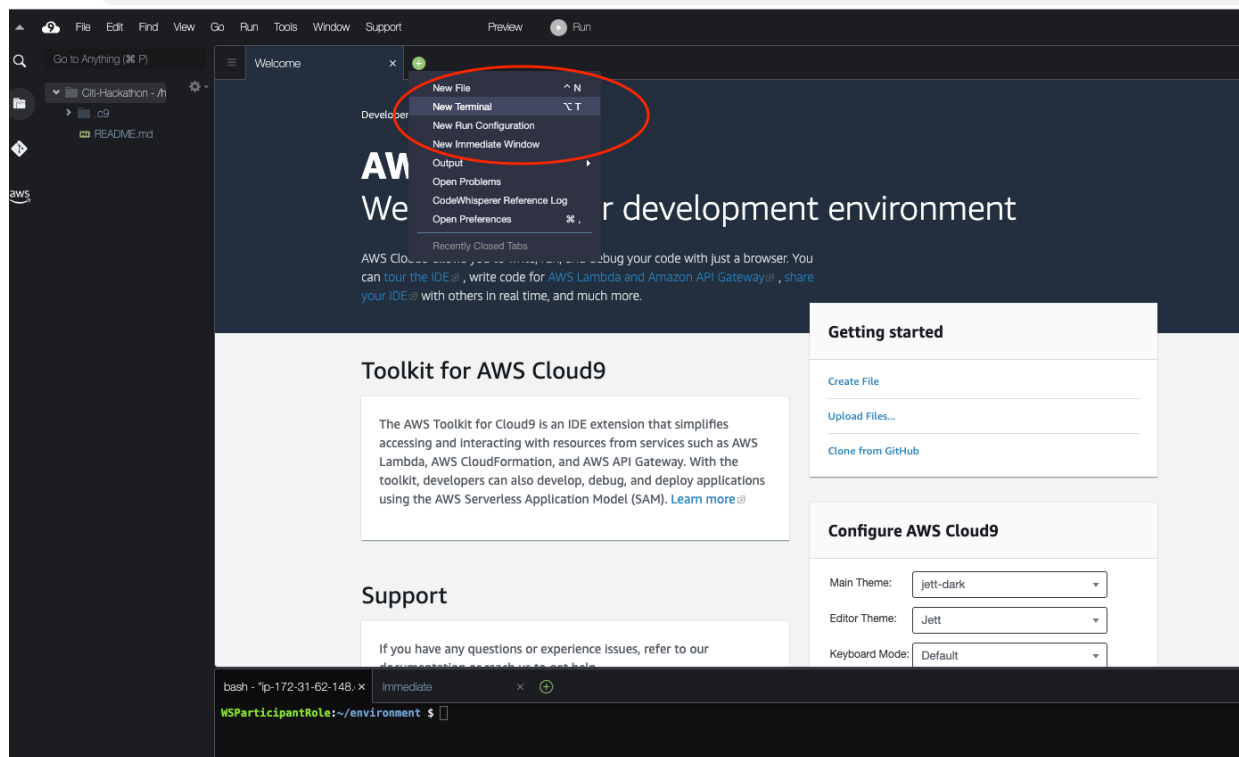 File Edit Find View Go Run Tools Window Support Preview Run
Go to Anything (⌘ P)
Citi-Hackathon - /h
.c9
README.md
aws
Welcome ×
New File ^ N
New Terminal ⌥ T
New Run Configuration
New Immediate Window
Output
Open Problems
CodeWhisperer Reference Log
Open Preferences ⌘ ,
Recently Closed Tabs
Developer
AW
We r development environment
AWS Clo debug your code with just a browser. You
can tour the IDE , write code for AWS Lambda and Amazon API Gateway , share
your IDE with others in real time, and much more.
Getting started
Create File
Upload Files...
Clone from GitHub
Toolkit for AWS Cloud9
The AWS Toolkit for Cloud9 is an IDE extension that simplifies
accessing and interacting with resources from services such as AWS
Lambda, AWS CloudFormation, and AWS API Gateway. With the
toolkit, developers can also develop, debug, and deploy applications
using the AWS Serverless Application Model (SAM). Learn more
Configure AWS Cloud9
Main Theme: jett-dark
Editor Theme: Jett
Keyboard Mode: Default
Support
If you have any questions or experience issues, refer to our
bash - "ip-172-31-62-148. × Immediate ×
WSParticipantRole:~/environment $